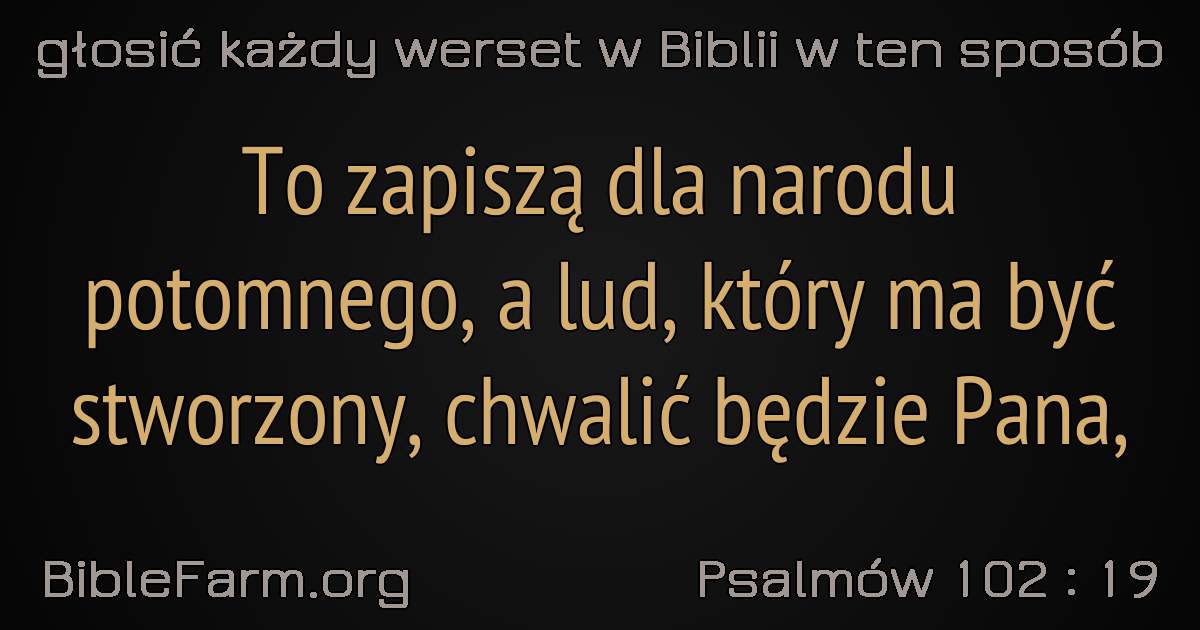 głosić każdy werset w Biblii w ten sposób
To zapiszą dla narodu
potomnego, a lud, który ma być
stworzony, chwalić będzie Pana,
BibleFarm.org
Psalmów 102 : 19